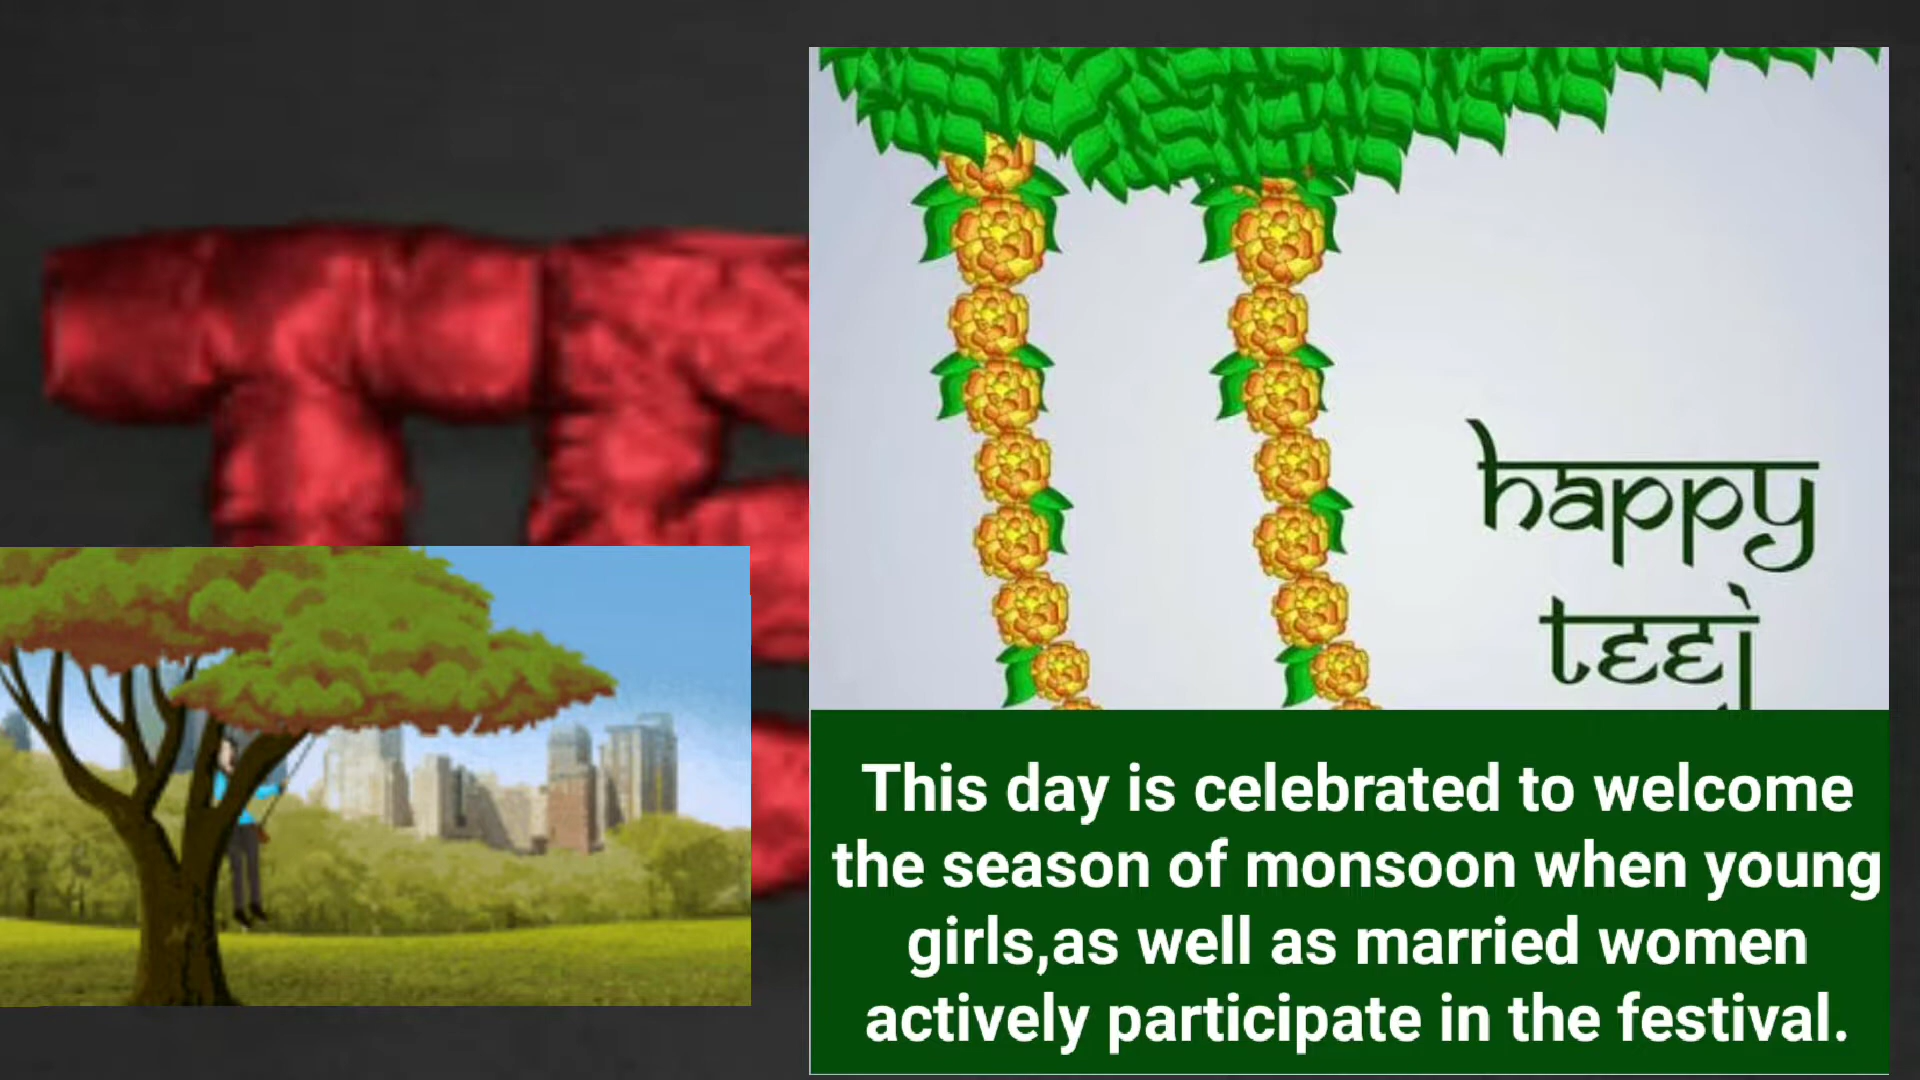 happy
teej
This day is celebrated to welcome
the season of monsoon when young
girls,as well as married women
actively participate in the festival.